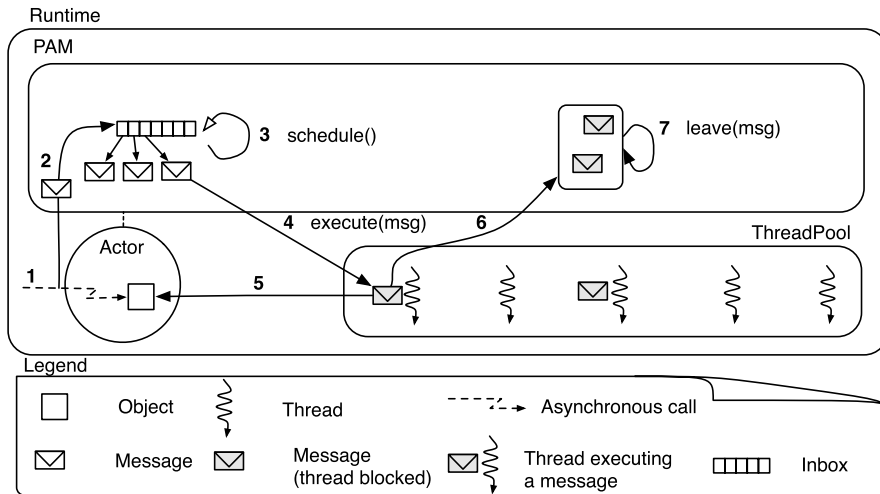 Runtime
PAM
2
3 schedule()
7 leave(msg)
4 execute(msg)
6
ThreadPool
Actor
1
5
Legend
Object
Thread
Asynchronous call
Message
Message
(thread blocked)
Thread executing
a message
Inbox